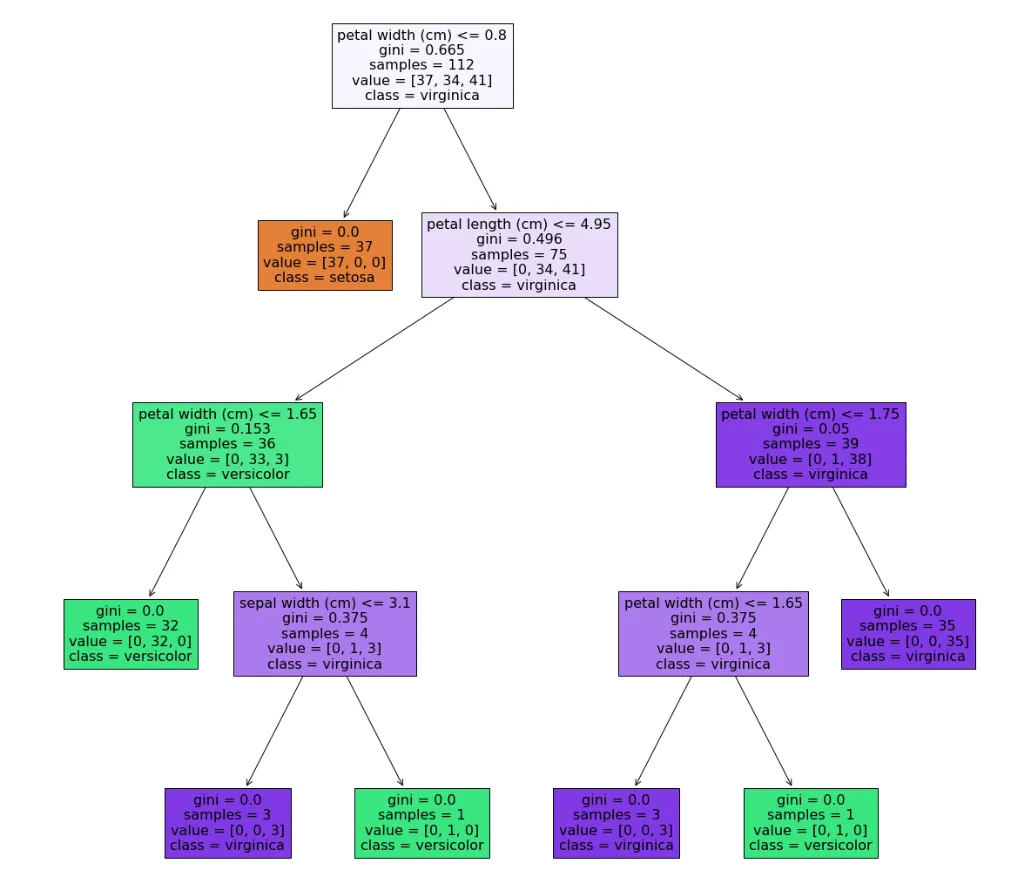 petal width (cm) <= 0.8
gini = 0.665
samples = 112
value = [37, 34, 41]
class = virginica
gini = 0.0
samples = 37
value = [37, 0, 0]
class = setosa
petal length (cm) <= 4.95
gini = 0.496
samples = 75
value = [0, 34, 41]
class = virginica
petal width (cm) <= 1.65
gini = 0.153
samples = 36
value = [0, 33, 3]
class = versicolor
petal width (cm) <= 1.75
gini = 0.05
samples = 39
value = [0, 1, 38]
class = virginica
gini = 0.0
samples = 32
value = [0, 32, 0]
class = versicolor
sepal width (cm) <= 3.1
gini = 0.375
samples = 4
value = [0, 1, 3]
class = virginica
petal width (cm) <= 1.65
gini = 0.375
samples = 4
value = [0, 1, 3]
class = virginica
gini = 0.0
samples = 35
value = [0, 0, 35]
class = virginica
gini = 0.0
samples = 3
value = [0, 0, 3]
class = virginica
gini = 0.0
samples = 1
value = [0, 1, 0]
class = versicolor
gini = 0.0
samples = 3
value = [0, 0, 3]
class = virginica
gini = 0.0
samples = 1
value = [0, 1, 0]
class = versicolor